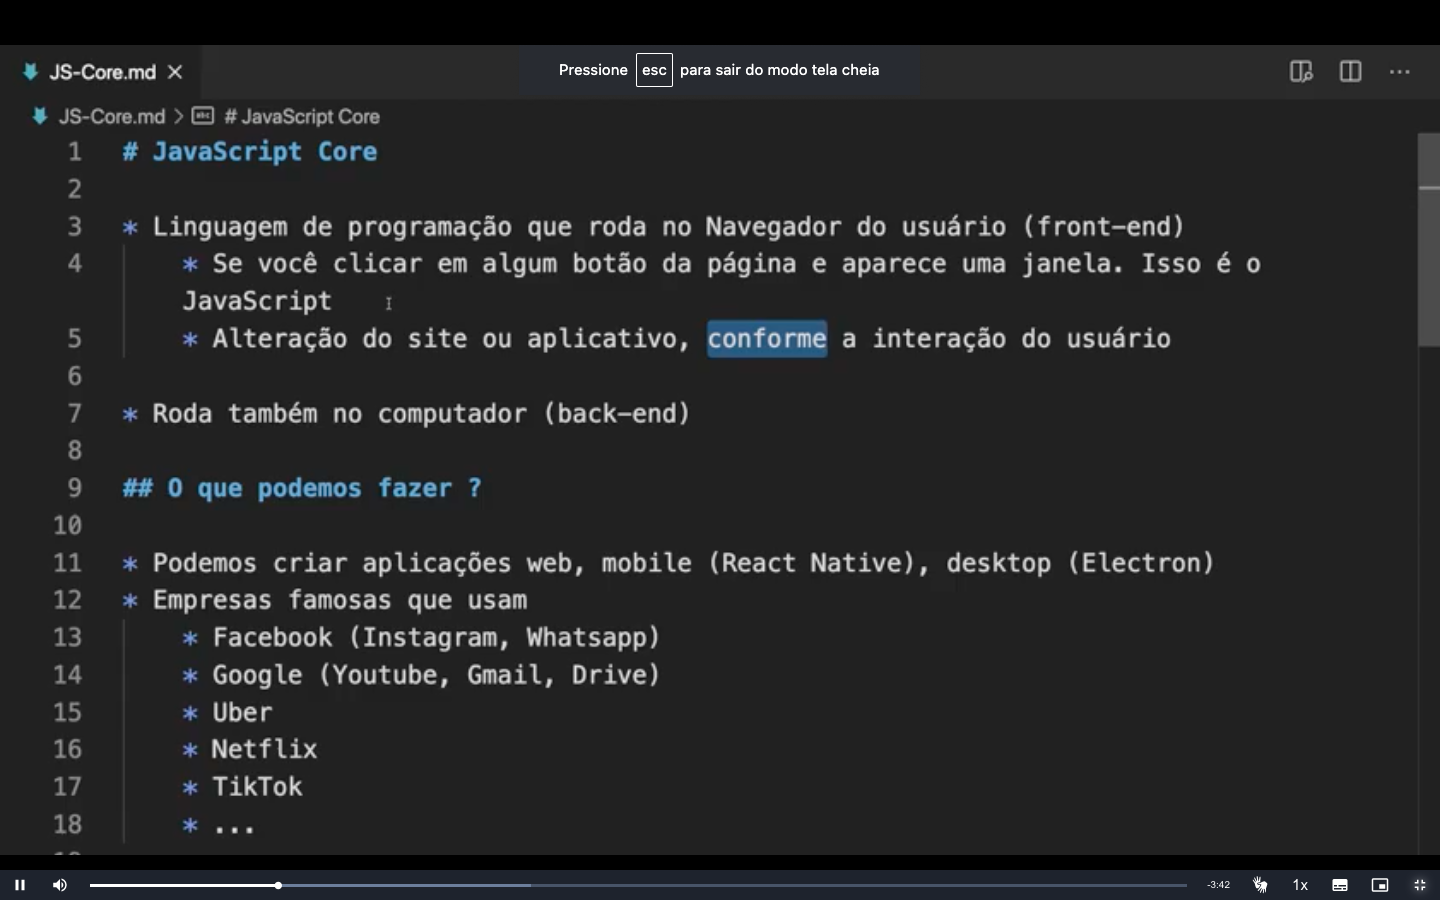 JS-Core.md
Pressione esc para sair do modo tela cheia
JS-Core.md > abc # JavaScript Core
1 # JavaScript Core
2
3 * Linguagem de programação que roda no Navegador do usuário (front-end)
4 * Se você clicar em algum botão da página e aparece uma janela. Isso é o
JavaScript
5 * Alteração do site ou aplicativo, conforme a interação do usuário
6
7 * Roda também no computador (back-end)
8
9 ## O que podemos fazer ?
10
11 * Podemos criar aplicações web, mobile (React Native), desktop (Electron)
12 * Empresas famosas que usam
13 * Facebook (Instagram, Whatsapp)
14 * Google (Youtube, Gmail, Drive)
15 * Uber
16 * Netflix
17 * TikTok
18 * ...
-3:42 1x